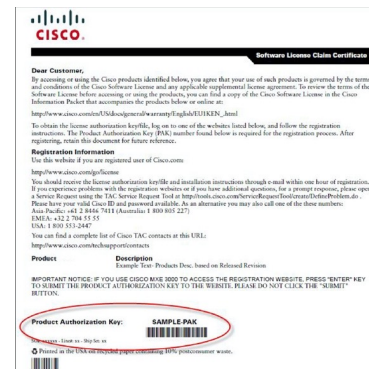 CISCO
Software License Claim Certificate
Dear Customer,
By accessing or using the Cisco products identified below, you agree that your use of such products is governed by the terms
and conditions of the Cisco Software License and any applicable supplemental license agreement. To review the terms of the
Software License before accessing or using the products, you can find a copy of the Cisco Software License in the Cisco
Information Packet that accompanies the products below or online at:
http://www.cisco.com/en/US/docs/general/warranty/English/EU1KEN_.html
To obtain the license authorization key/file, log on to one of the websites listed below, and follow the registration
instructions. The Product Authorization Key (PAK) number found below is required for the registration process. After
registering, retain this document for future reference.
Registration Information
Use this website if you are registered user of Cisco.com:
http://www.cisco.com/go/license
You should receive the license authorization key/file and installation instructions through e-mail within one hour of registration.
If you experience problems with the registration websites or if you have additional questions, for a prompt response, please open
a Service Request using the TAC Service Request Tool at http://tools.cisco.com/ServiceRequestTool/create/DefineProblem.do .
Please have your valid Cisco ID and password available. As an alternative you may also call one of these numbers:
Asia-Pacific: +61 2 8446 7411 (Australia: 1 800 805 227)
EMEA: +32 2 704 55 55
USA: 1 800 553-2447
You can find a complete list of Cisco TAC contacts at this URL:
http://www.cisco.com/techsupport/contacts
Product Description
Example Text- Products Desc. based on Released Revision
IMPORTANT NOTICE: IF YOU USE CISCO MXE 3000 TO ACCESS THE REGISTRATION WEBSITE, PRESS "ENTER" KEY
TO SUBMIT THE PRODUCT AUTHORIZATION KEY TO THE WEBSITE. PLEASE DO NOT CLICK THE "SUBMIT"
BUTTON.
Product Authorization Key: SAMPLE-PAK
Printed in the USA on recycled paper containing 10% postconsumer waste.